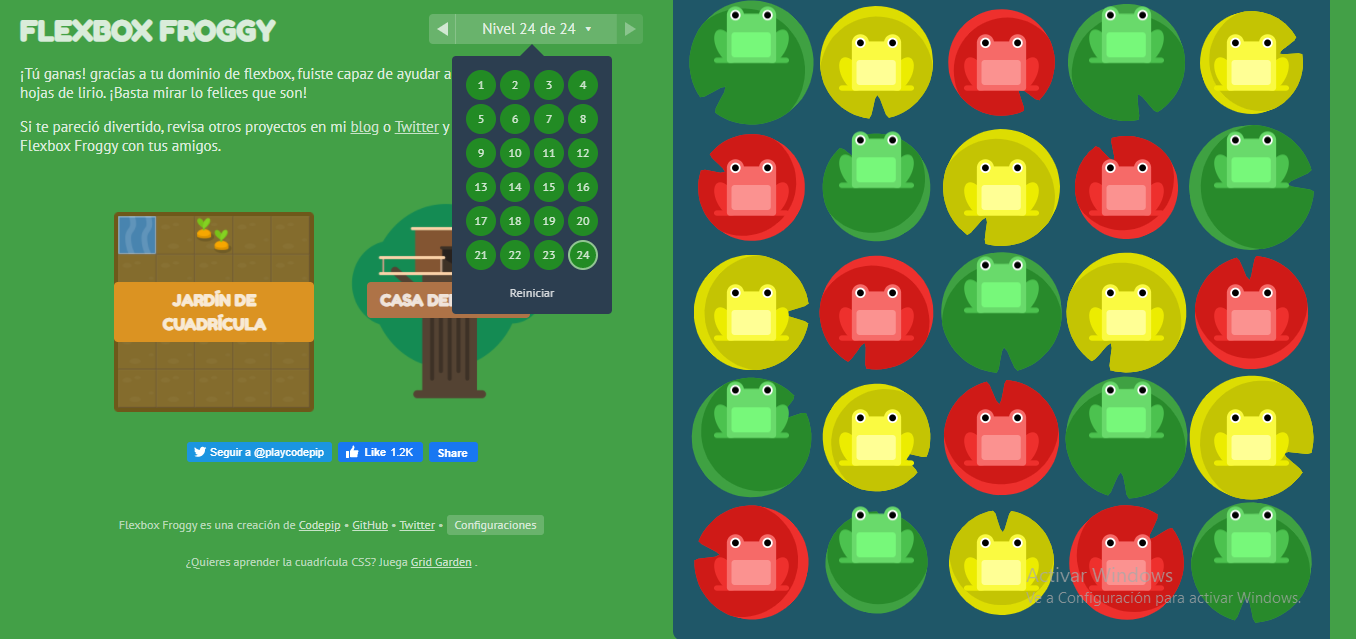 FLEXBOX FROGGY
Nivel 24 de 24
¡Tú ganas! gracias a tu dominio de flexbox, fuiste capaz de ayudar a
hojas de lirio. ¡Basta mirar lo felices que son!
Si te pareció divertido, revisa otros proyectos en mi blog o Twitter y
Flexbox Froggy con tus amigos.
1 2 3 4
5 6 7 8
9 10 11 12
13 14 15 16
17 18 19 20
21 22 23 24
Reiniciar
JARDÍN DE
CUADRÍCULA
CASA DE
Seguir a @playcodepip
Like 1.2K
Share
Flexbox Froggy es una creación de Codepip • GitHub • Twitter • Configuraciones
¿Quieres aprender la cuadrícula CSS? Juega Grid Garden .
Activar Windows
Ve a Configuración para activar Windows.